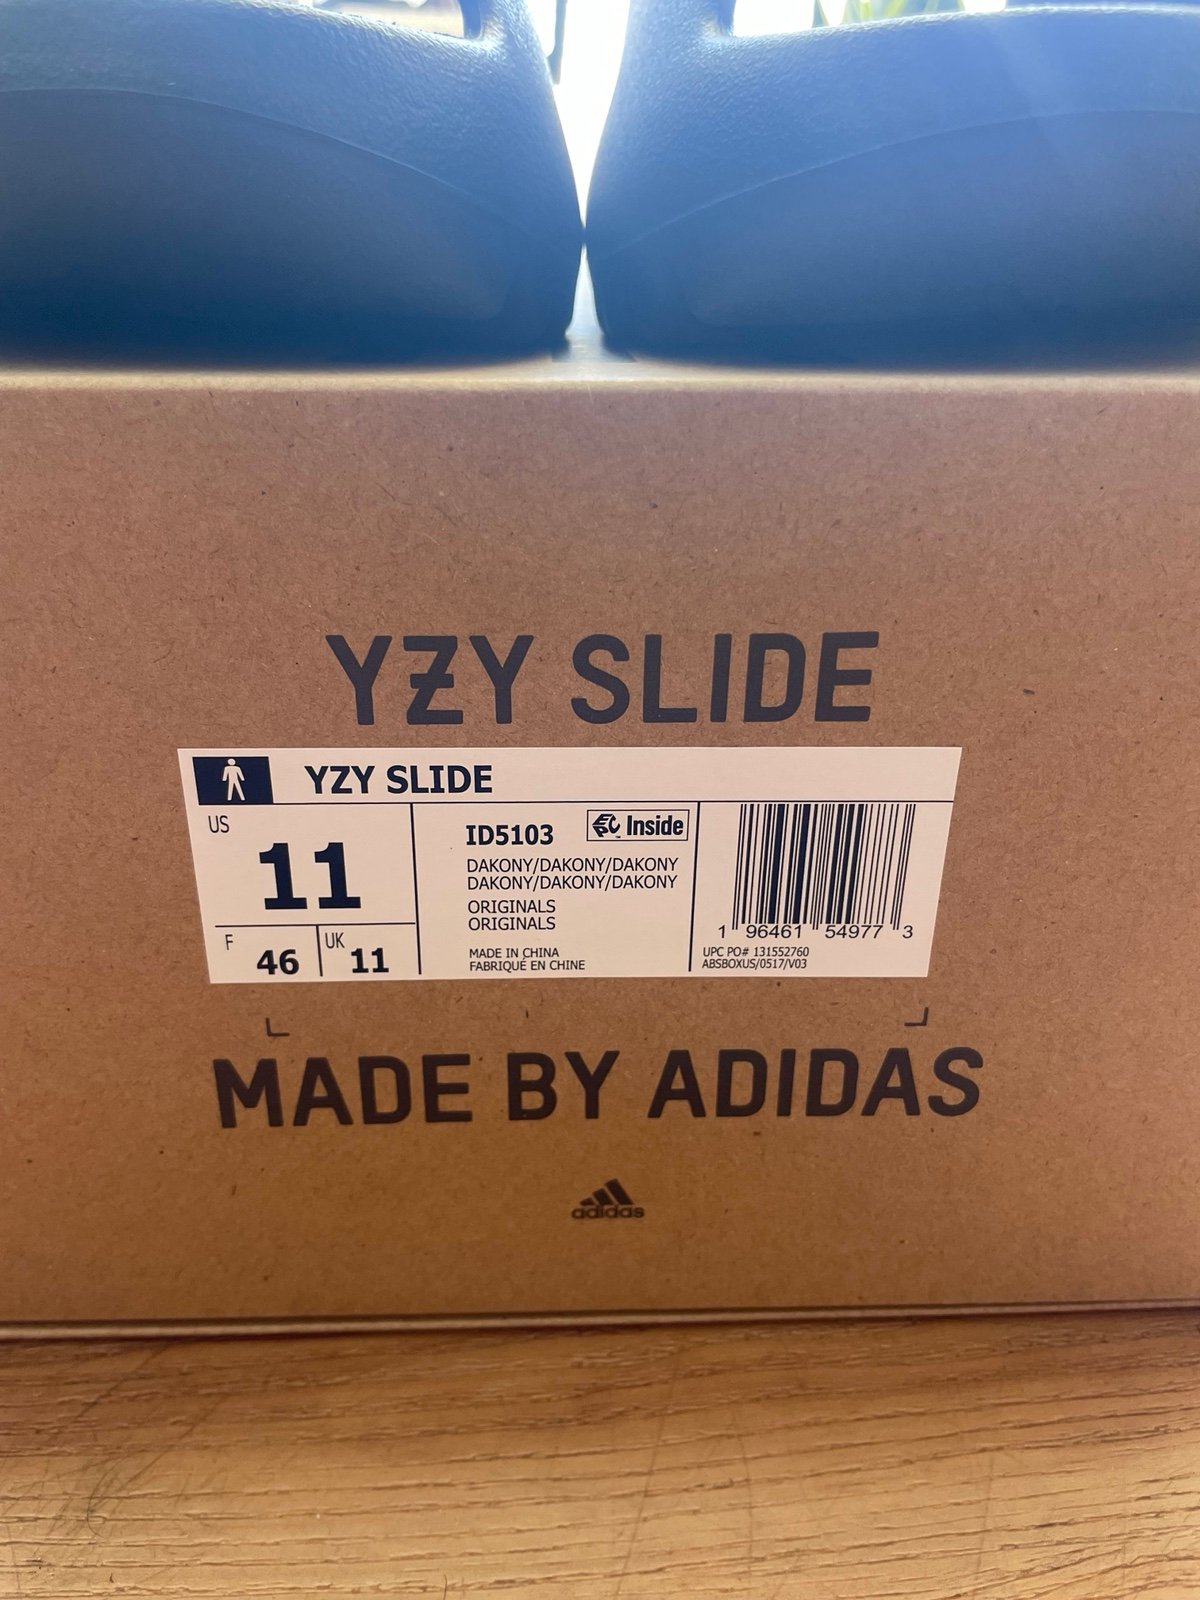 YZY SLIDE
YZY SLIDE
US
11
F
46
UK
11
ID5103
EPC Inside
DAKONY/DAKONY/DAKONY
DAKONY/DAKONY/DAKONY
ORIGINALS
ORIGINALS
MADE IN CHINA
FABRIQUÉ EN CHINE
1 96461 54977 3
UPC PO# 131552760
ABSBOXUS/0517/V03
MADE BY ADIDAS
adidas